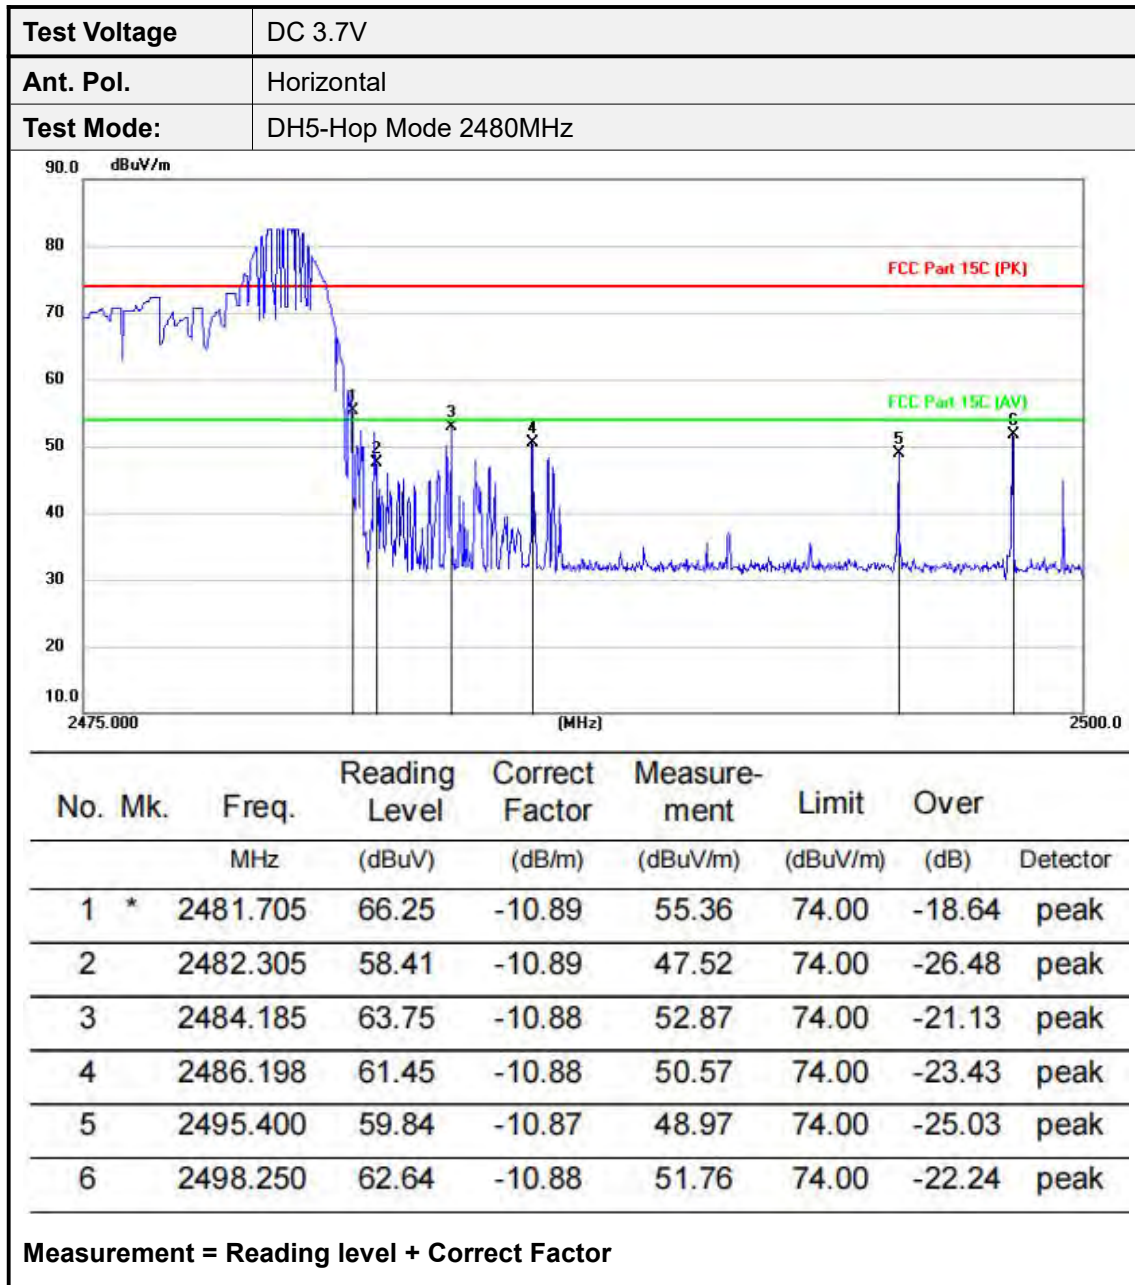 Test Voltage DC 3.7V
Ant. Pol. Horizontal
Test Mode: DH5-Hop Mode 2480MHz
90.0 dBuV/m
80
FCC Part 15C (PK)
70
60
FCC Part 15C (AV)
1 2 3 4 5 6
50
40
30
20
10.0
2475.000 (MHz) 2500.0
No. Mk. Freq. Reading Level Correct Factor Measure-ment Limit Over
MHz (dBuV) (dB/m) (dBuV/m) (dBuV/m) (dB) Detector
1 * 2481.705 66.25 -10.89 55.36 74.00 -18.64 peak
2 2482.305 58.41 -10.89 47.52 74.00 -26.48 peak
3 2484.185 63.75 -10.88 52.87 74.00 -21.13 peak
4 2486.198 61.45 -10.88 50.57 74.00 -23.43 peak
5 2495.400 59.84 -10.87 48.97 74.00 -25.03 peak
6 2498.250 62.64 -10.88 51.76 74.00 -22.24 peak
Measurement = Reading level + Correct Factor